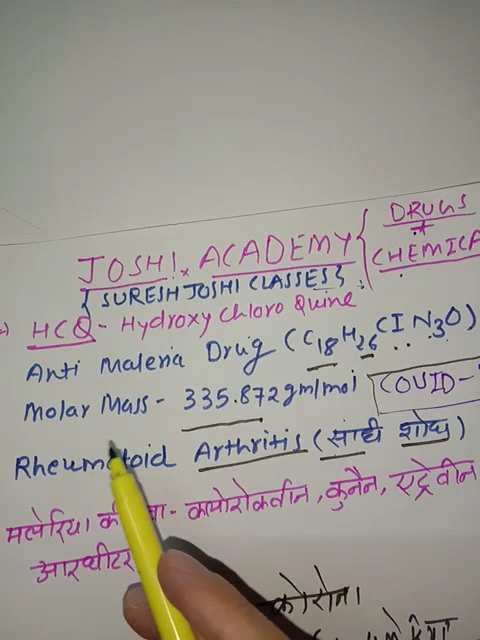 JOSHI ACADEMY
{SURESH JOSHI CLASSES}
DRUGS
+
CHEMICA
HCQ - Hydroxy Chloro Quine
Anti Maleria Drug (C18H26ClN3O)
Molar Mass - 335.872gm/mol
COVID-
Rheumatoid Arthritis (साधी शोध)
मलेरिया की - क्लोरोक्वीन, कुनैन, एट्रेवीन
कोरोना